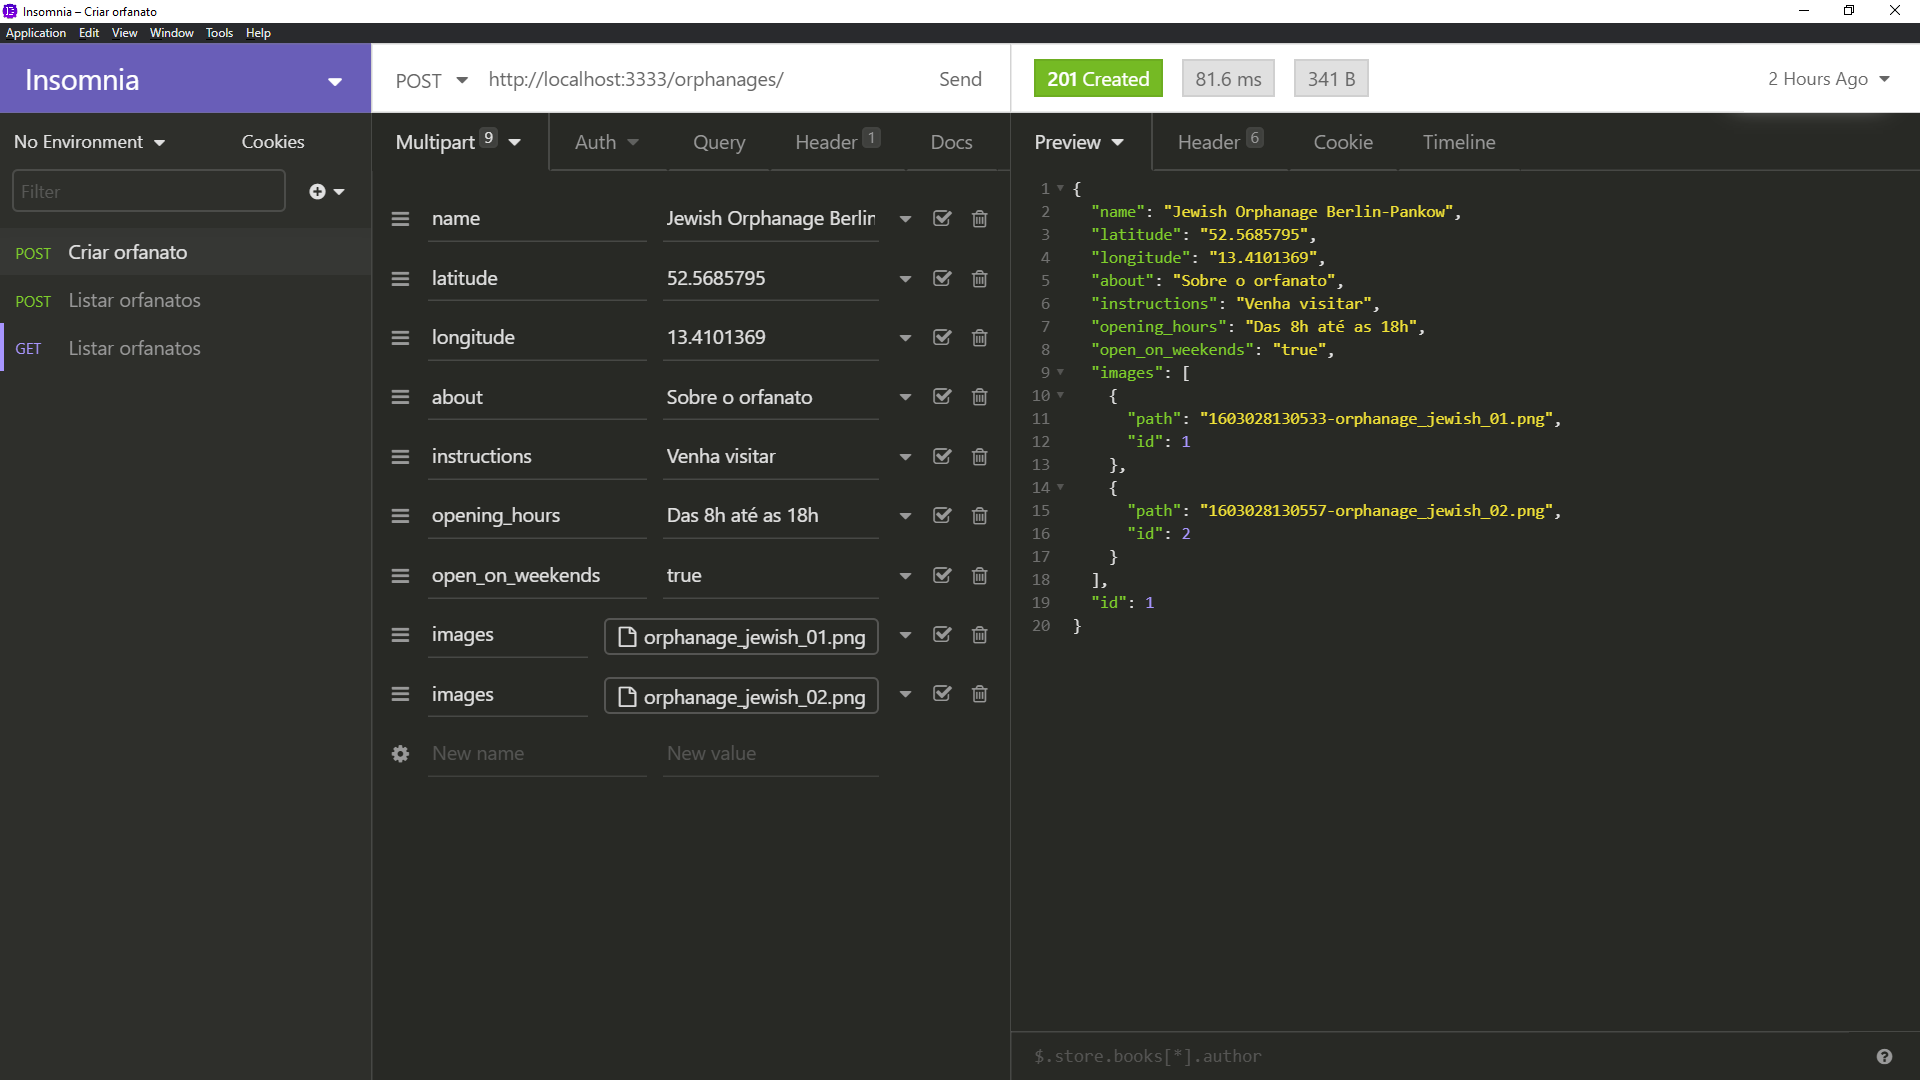 Insomnia – Criar orfanato
Application Edit View Window Tools Help
Insomnia
POST http://localhost:3333/orphanages/ Send
201 Created 81.6 ms 341 B 2 Hours Ago
No Environment Cookies
Filter
POST Criar orfanato
POST Listar orfanatos
GET Listar orfanatos
Multipart 9 Auth Query Header 1 Docs
name Jewish Orphanage Berlin
latitude 52.5685795
longitude 13.4101369
about Sobre o orfanato
instructions Venha visitar
opening_hours Das 8h até as 18h
open_on_weekends true
images orphanage_jewish_01.png
images orphanage_jewish_02.png
New name New value
Preview Header 6 Cookie Timeline
1 {
2 "name": "Jewish Orphanage Berlin-Pankow",
3 "latitude": "52.5685795",
4 "longitude": "13.4101369",
5 "about": "Sobre o orfanato",
6 "instructions": "Venha visitar",
7 "opening_hours": "Das 8h até as 18h",
8 "open_on_weekends": "true",
9 "images": [
10 {
11 "path": "1603028130533-orphanage_jewish_01.png",
12 "id": 1
13 },
14 {
15 "path": "1603028130557-orphanage_jewish_02.png",
16 "id": 2
17 }
18 ],
19 "id": 1
20 }
$.store.books[*].author